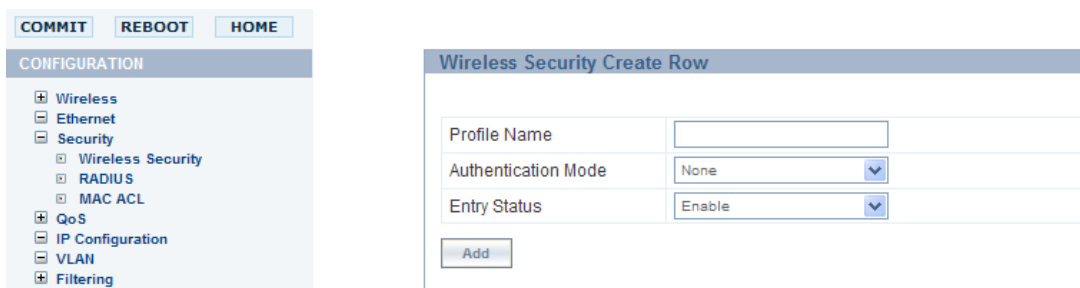 COMMIT REBOOT HOME
CONFIGURATION
Wireless
Ethernet
Security
Wireless Security
RADIUS
MAC ACL
QoS
IP Configuration
VLAN
Filtering
Wireless Security Create Row
Profile Name
Authentication Mode None
Entry Status Enable
Add